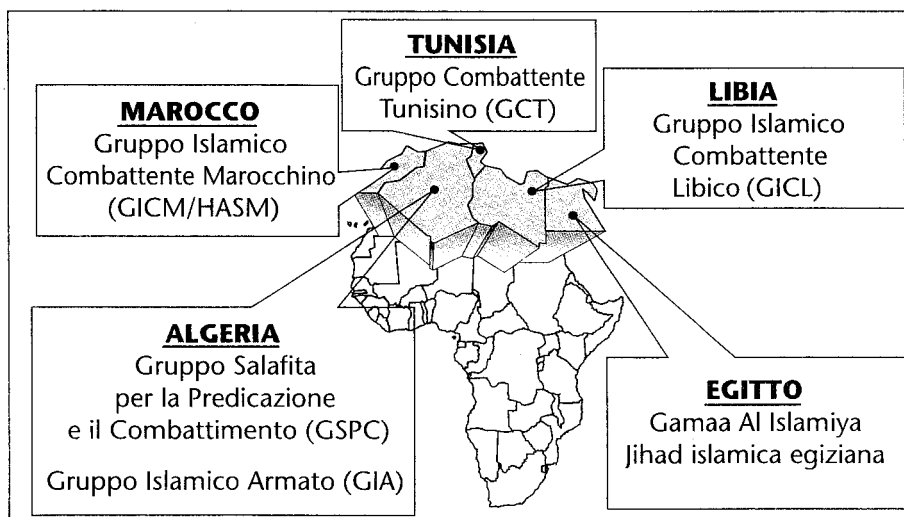 TUNISIA
Gruppo Combattente
Tunisino (GCT)
MAROCCO
Gruppo Islamico
Combattente Marocchino
(GICM/HASM)
LIBIA
Gruppo Islamico
Combattente
Libico (GICL)
ALGERIA
Gruppo Salafita
per la Predicazione
e il Combattimento (GSPC)
Gruppo Islamico Armato (GIA)
EGITTO
Gamaa Al Islamiya
Jihad islamica egiziana